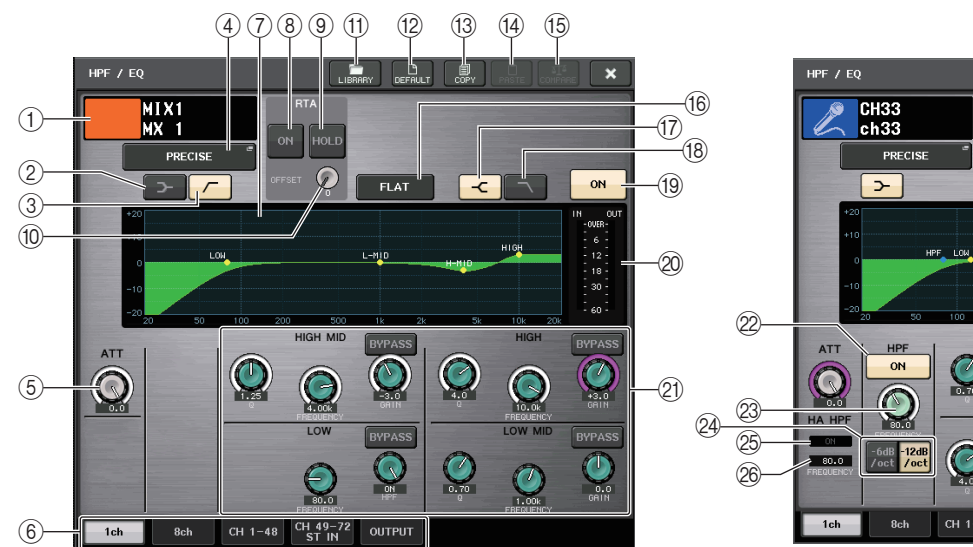 ④ ⑦ ⑧ ⑨ ⑪ ⑫ ⑬ ⑭ ⑮
HPF / EQ
LIBRARY DEFAULT COPY PASTE COMPARE ×
① MIX1
MX 1
RTA
ON HOLD
OFFSET
0
⑯
⑰
⑱
② PRECISE
③
FLAT
ON ⑲
⑩
+20
+10
0
-10
-20
LOW L-MID H-MID HIGH
20 50 100 200 500 1k 2k 5k 10k 20k
IN OUT
-OVER-
6
12
18
30
60
⑳
ATT
⑤ 0.0
HIGH MID BYPASS
1.25
Q
4.00k
FREQUENCY
-3.0
GAIN
HIGH BYPASS
4.0
Q
10.0k
FREQUENCY
+3.0
GAIN
㉑
LOW BYPASS
80.0
FREQUENCY
ON
HPF
LOW MID BYPASS
0.70
Q
1.00k
FREQUENCY
0.0
GAIN
⑥ 1ch 8ch CH 1-48 CH 49-72
ST IN OUTPUT
HPF / EQ
CH33
ch33
PRECISE
+20
+10
0
-10
-20
HPF LOW
20 50 100
㉒
ATT
0.0
HPF
ON
㉓
80.0
FREQUENCY
0.70
㉔
HA HPF
㉕ ON
㉖ 80.0
FREQUENCY
-6dB
/oct
-12dB
/oct
4.0
1ch 8ch CH 1